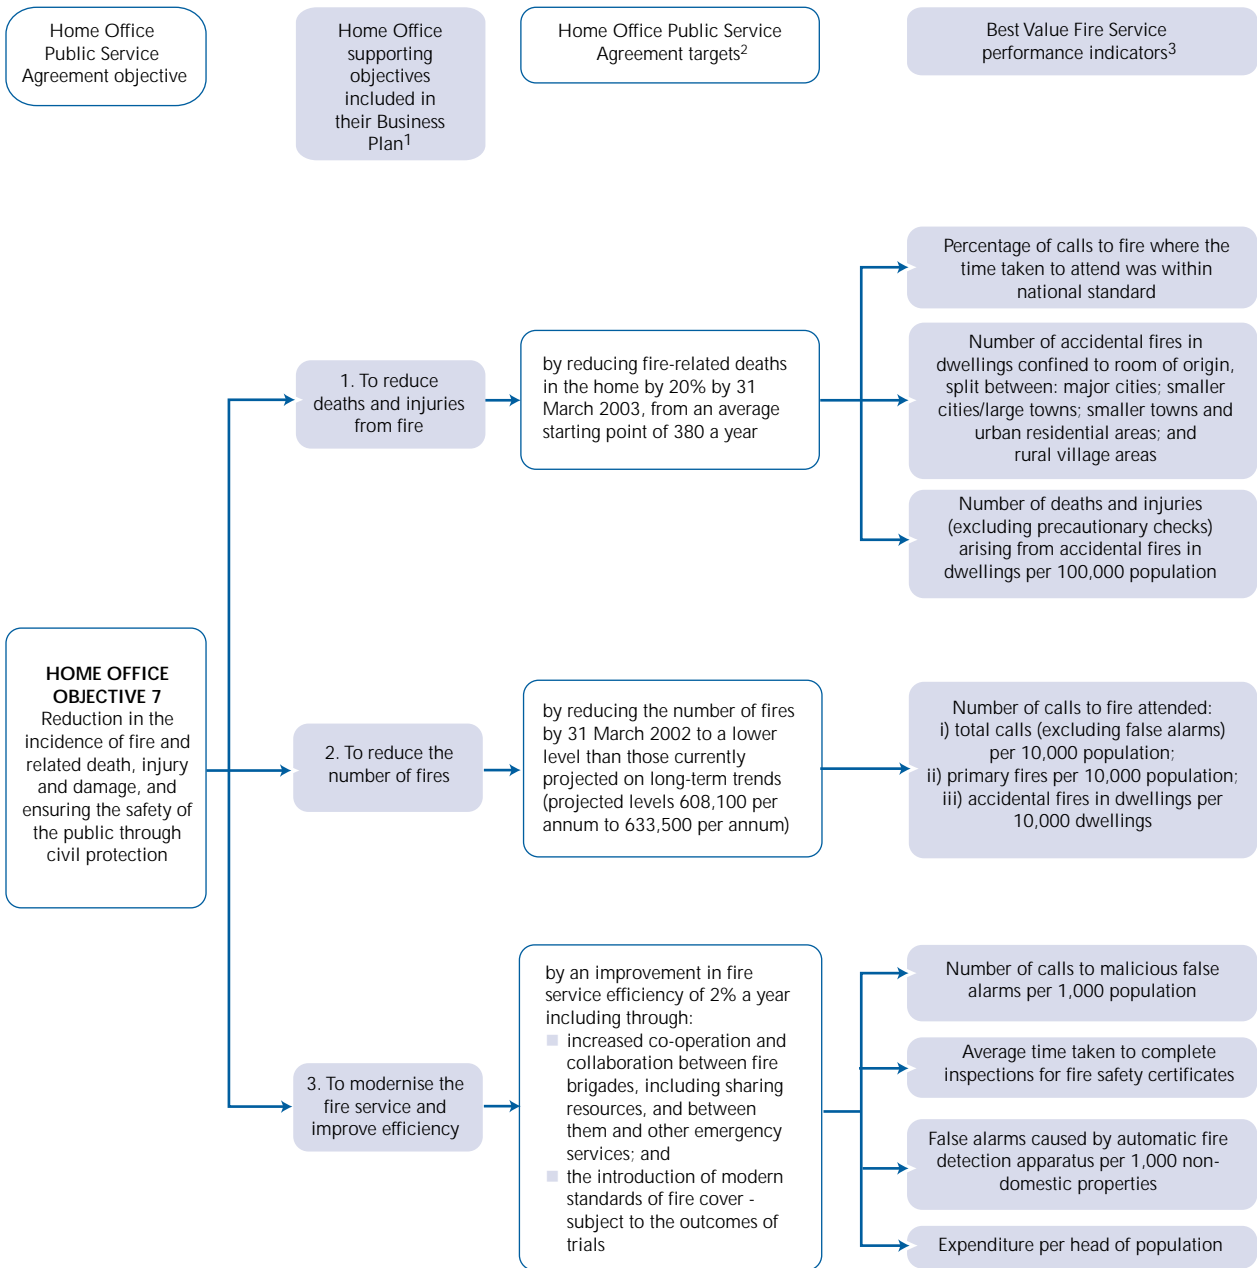 Home Office
Public Service
Agreement objective
Home Office
supporting
objectives
included in
their Business
Plan1
Home Office Public Service
Agreement targets2
Best Value Fire Service
performance indicators3
HOME OFFICE
OBJECTIVE 7
Reduction in the
incidence of fire and
related death, injury
and damage, and
ensuring the safety of
the public through
civil protection
1. To reduce
deaths and injuries
from fire
by reducing fire-related deaths
in the home by 20% by 31
March 2003, from an average
starting point of 380 a year
Percentage of calls to fire where the
time taken to attend was within
national standard
Number of accidental fires in
dwellings confined to room of origin,
split between: major cities; smaller
cities/large towns; smaller towns and
urban residential areas; and
rural village areas
Number of deaths and injuries
(excluding precautionary checks)
arising from accidental fires in
dwellings per 100,000 population
2. To reduce the
number of fires
by reducing the number of fires
by 31 March 2002 to a lower
level than those currently
projected on long-term trends
(projected levels 608,100 per
annum to 633,500 per annum)
Number of calls to fire attended:
i) total calls (excluding false alarms)
per 10,000 population;
ii) primary fires per 10,000 population;
iii) accidental fires in dwellings per
10,000 dwellings
3. To modernise the
fire service and
improve efficiency
by an improvement in fire
service efficiency of 2% a year
including through:
increased co-operation and
collaboration between fire
brigades, including sharing
resources, and between
them and other emergency
services; and
the introduction of modern
standards of fire cover -
subject to the outcomes of
trials
Number of calls to malicious false
alarms per 1,000 population
Average time taken to complete
inspections for fire safety certificates
False alarms caused by automatic fire
detection apparatus per 1,000 non-
domestic properties
Expenditure per head of population